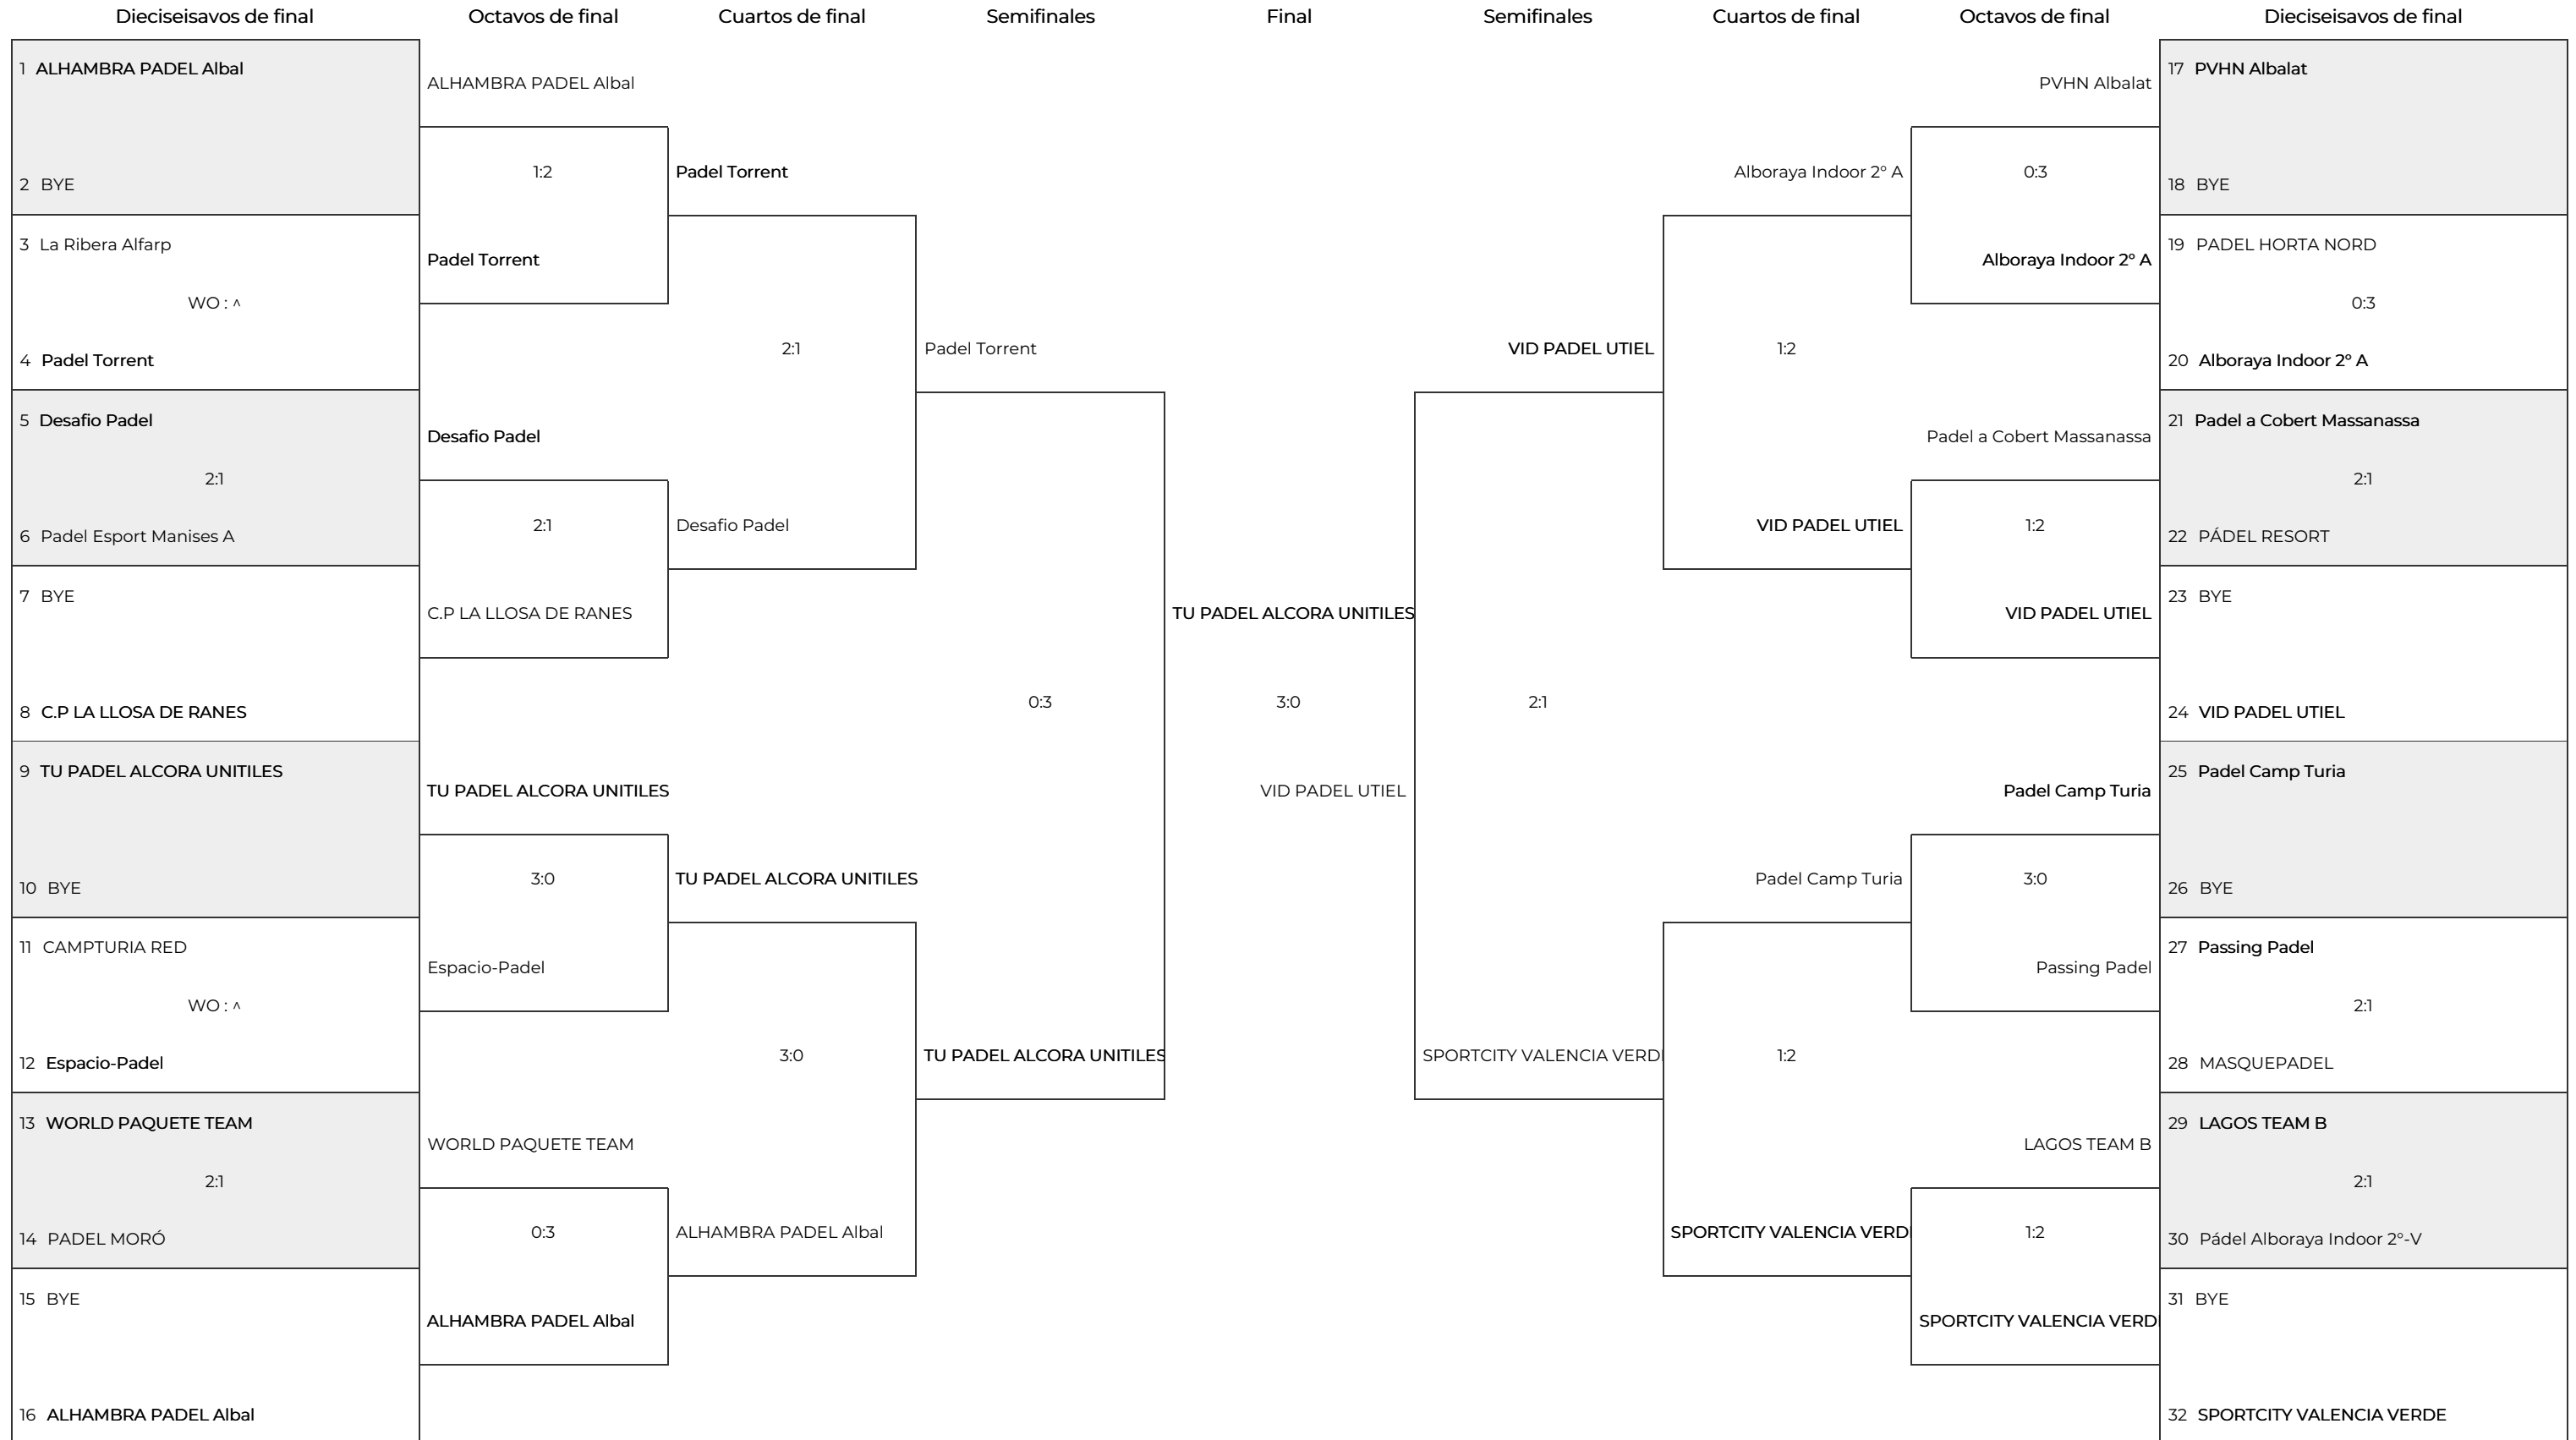 Dieciseisavos de final
Octavos de final
Cuartos de final
Semifinales
Final
Semifinales
Cuartos de final
Octavos de final
Dieciseisavos de final
1 ALHAMBRA PADEL Albal
2 BYE
3 La Ribera Alfarp
WO : ^
4 Padel Torrent
5 Desafio Padel
2:1
6 Padel Esport Manises A
7 BYE
8 C.P LA LLOSA DE RANES
9 TU PADEL ALCORA UNITILES
10 BYE
11 CAMPTURIA RED
WO : ^
12 Espacio-Padel
13 WORLD PAQUETE TEAM
2:1
14 PADEL MORÓ
15 BYE
16 ALHAMBRA PADEL Albal
ALHAMBRA PADEL Albal
1:2
Padel Torrent
Desafio Padel
2:1
C.P LA LLOSA DE RANES
TU PADEL ALCORA UNITILES
3:0
Espacio-Padel
WORLD PAQUETE TEAM
0:3
ALHAMBRA PADEL Albal
Padel Torrent
2:1
Desafio Padel
TU PADEL ALCORA UNITILES
3:0
ALHAMBRA PADEL Albal
Padel Torrent
0:3
TU PADEL ALCORA UNITILES
TU PADEL ALCORA UNITILES
3:0
VID PADEL UTIEL
VID PADEL UTIEL
2:1
SPORTCITY VALENCIA VERD
Alboraya Indoor 2º A
1:2
VID PADEL UTIEL
Padel Camp Turia
1:2
SPORTCITY VALENCIA VERD
PVHN Albalat
0:3
Alboraya Indoor 2º A
Padel a Cobert Massanassa
1:2
VID PADEL UTIEL
Padel Camp Turia
3:0
Passing Padel
LAGOS TEAM B
1:2
SPORTCITY VALENCIA VERD
17 PVHN Albalat
18 BYE
19 PADEL HORTA NORD
0:3
20 Alboraya Indoor 2º A
21 Padel a Cobert Massanassa
2:1
22 PÁDEL RESORT
23 BYE
24 VID PADEL UTIEL
25 Padel Camp Turia
26 BYE
27 Passing Padel
2:1
28 MASQUEPADEL
29 LAGOS TEAM B
2:1
30 Pádel Alboraya Indoor 2º-V
31 BYE
32 SPORTCITY VALENCIA VERDE